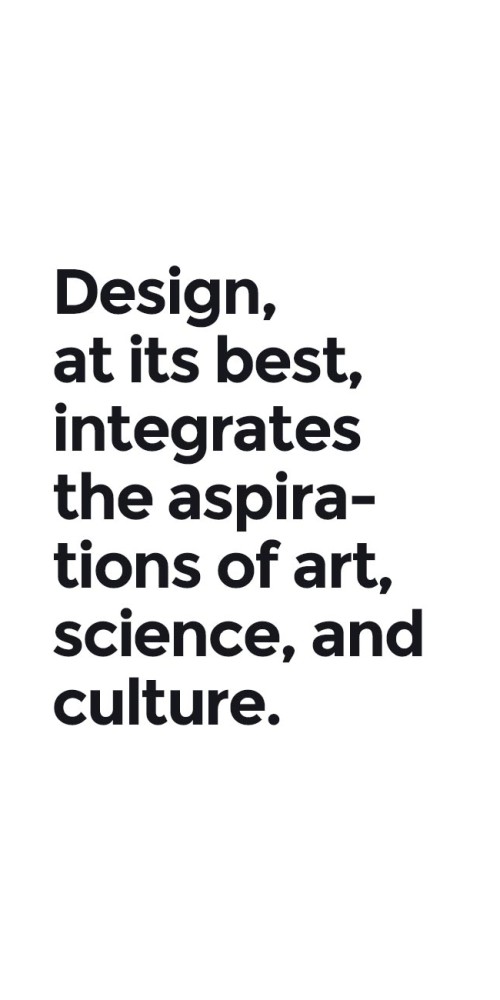 Design,
at its best,
integrates
the aspira-
tions of art,
science, and
culture.